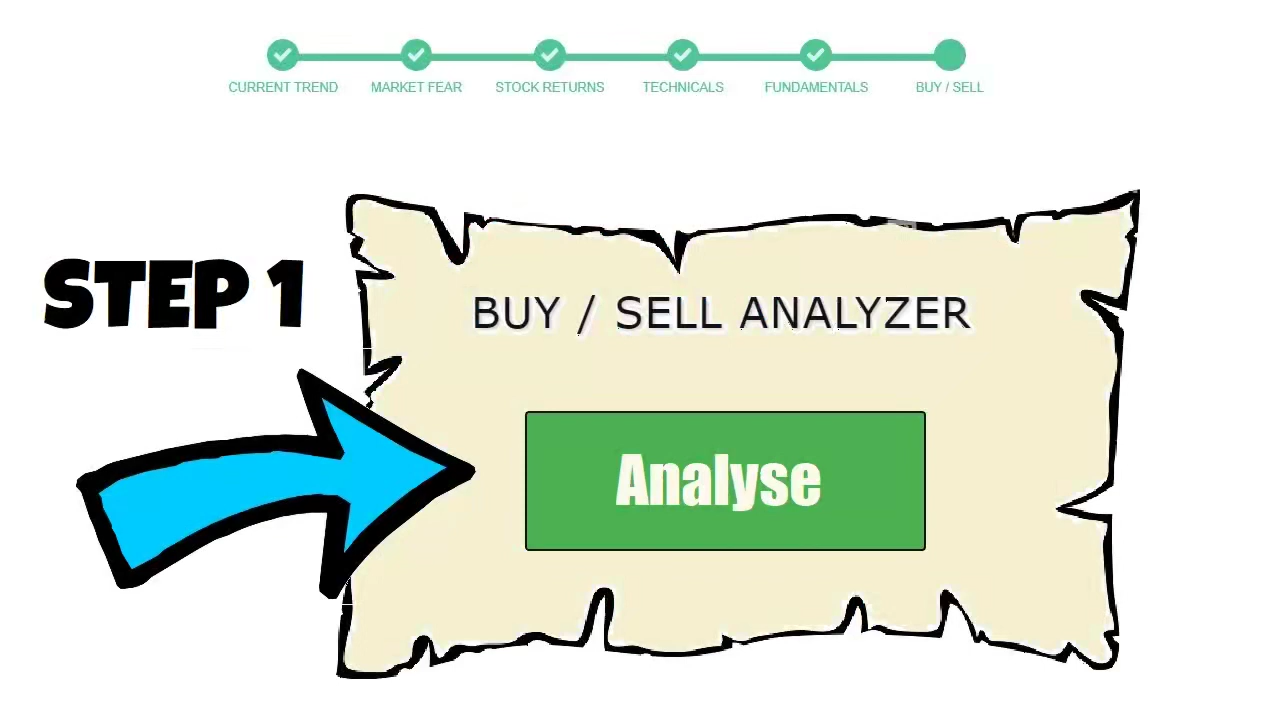 CURRENT TREND MARKET FEAR STOCK RETURNS TECHNICALS FUNDAMENTALS BUY / SELL
STEP 1
BUY / SELL ANALYZER
Analyse